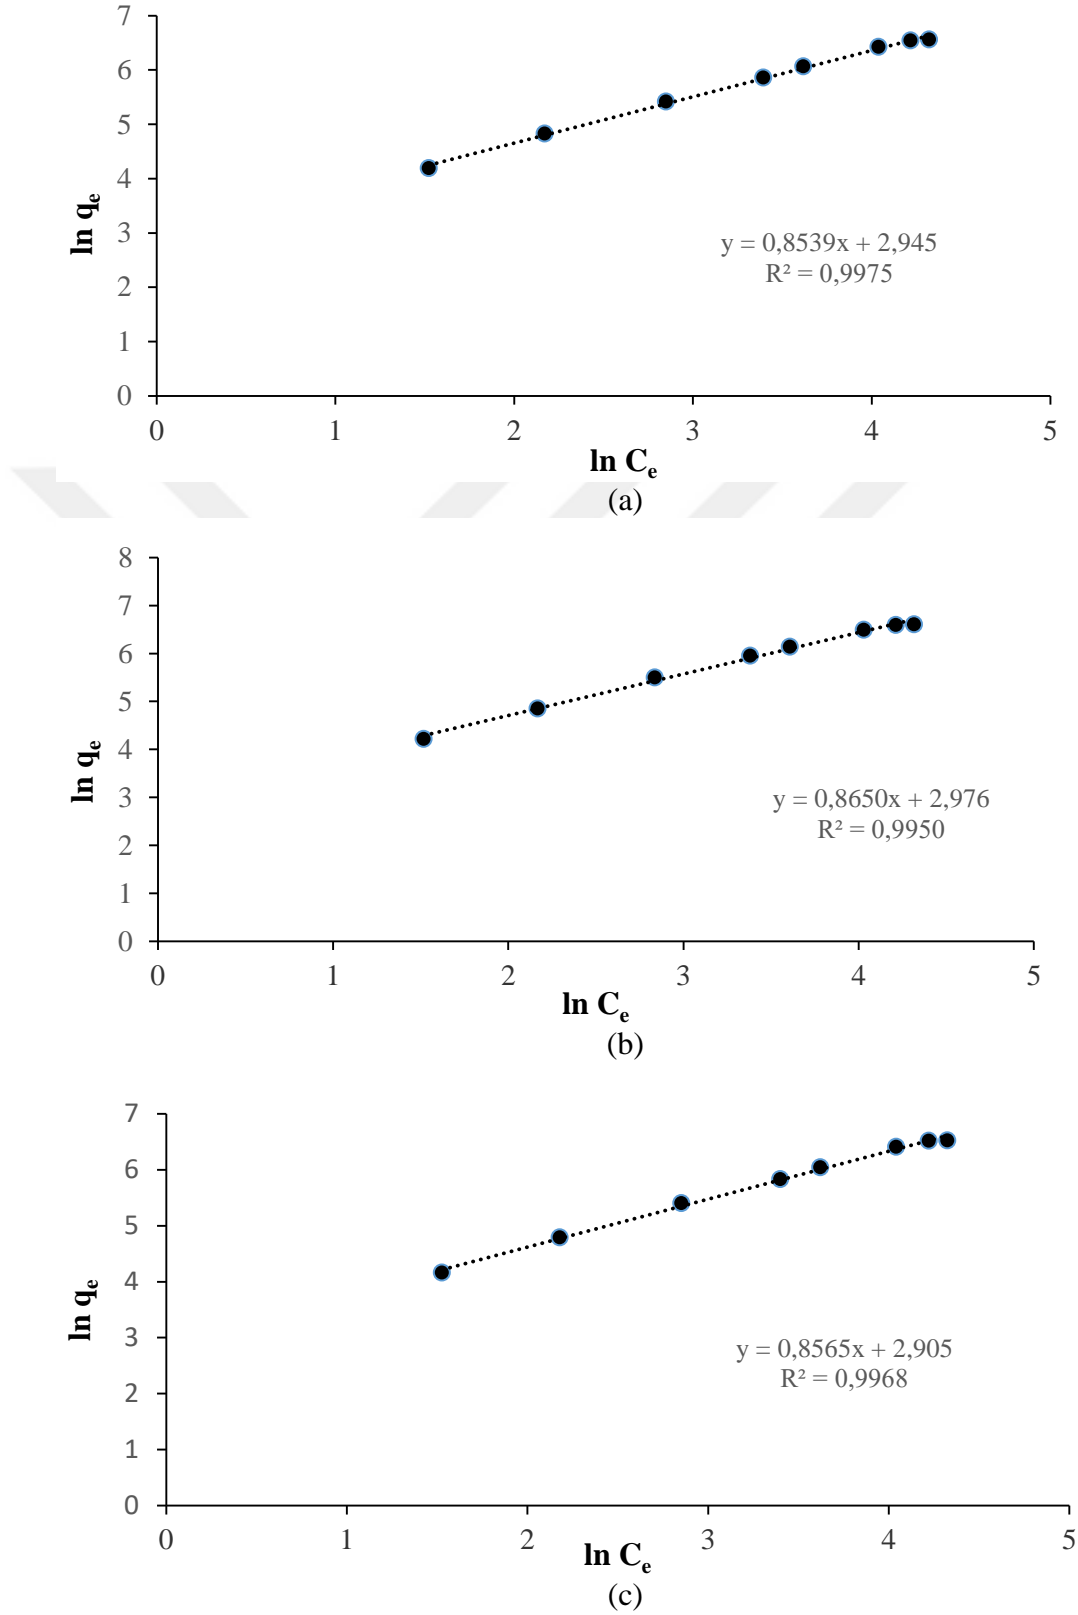 7
6
5
4
3
2
1
0
ln qₑ
y = 0,8539x + 2,945
R² = 0,9975
0 1 2 3 4 5
ln Cₑ
(a)
8
7
6
5
4
3
2
1
0
ln qₑ
y = 0,8650x + 2,976
R² = 0,9950
0 1 2 3 4 5
ln Cₑ
(b)
7
6
5
4
3
2
1
0
ln qₑ
y = 0,8565x + 2,905
R² = 0,9968
0 1 2 3 4 5
ln Cₑ
(c)